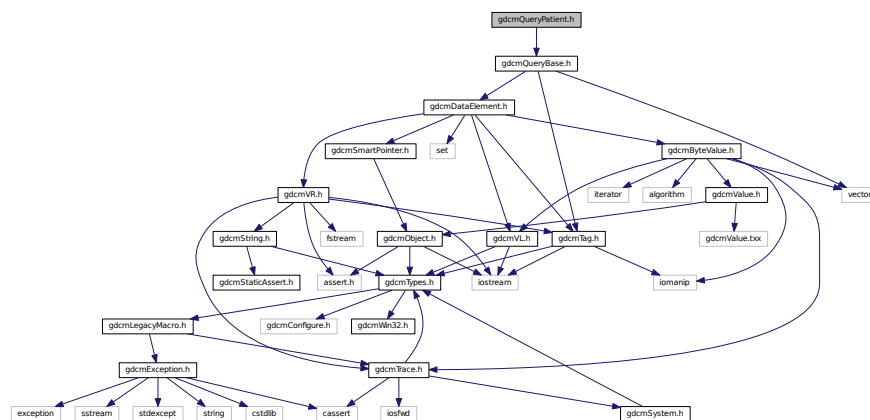 gdcmQueryPatient.h
gdcmQueryBase.h
gdcmDataElement.h
gdcmSmartPointer.h
set
gdcmByteValue.h
gdcmVR.h
iterator
algorithm
gdcmValue.h
vector
gdcmString.h
fstream
gdcmObject.h
gdcmVL.h
gdcmTag.h
gdcmValue.txx
gdcmStaticAssert.h
assert.h
gdcmTypes.h
iostream
iomanip
gdcmLegacyMacro.h
gdcmConfigure.h
gdcmWin32.h
gdcmException.h
gdcmTrace.h
exception
sstream
stdexcept
string
cstdlib
cassert
iosfwd
gdcmSystem.h